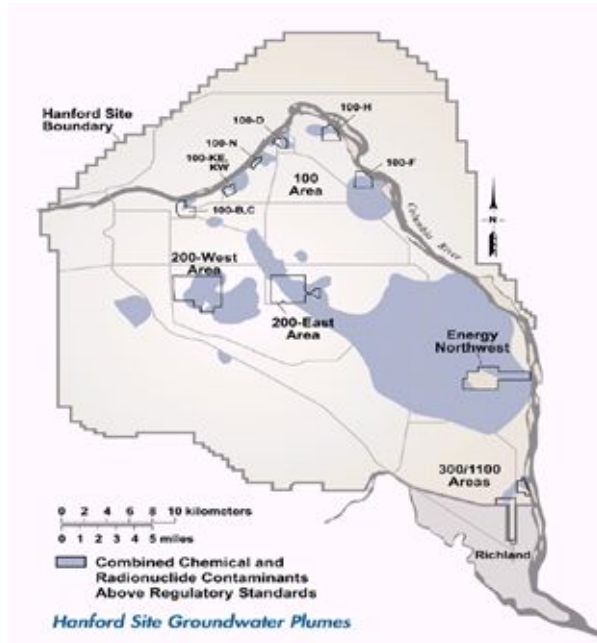 100-H
Hanford Site
Boundary
100-D
100-N
100-KE,
KW
100-F
100
Area
100-B,C
N
Columbia River
200-West
Area
200-East
Area
Energy
Northwest
300/1100
Areas
0 2 4 6 8 10 kilometers
0 1 2 3 4 5 miles
Richland
Combined Chemical and
Radionuclide Contaminants
Above Regulatory Standards
Hanford Site Groundwater Plumes